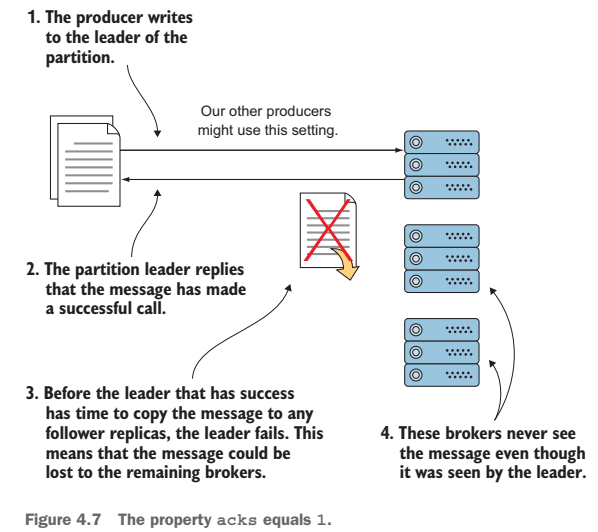 1. The producer writes
to the leader of the
partition.
Our other producers
might use this setting.
2. The partition leader replies
that the message has made
a successful call.
3. Before the leader that has success
has time to copy the message to any
follower replicas, the leader fails. This
means that the message could be
lost to the remaining brokers.
4. These brokers never see
the message even though
it was seen by the leader.
Figure 4.7 The property acks equals 1.